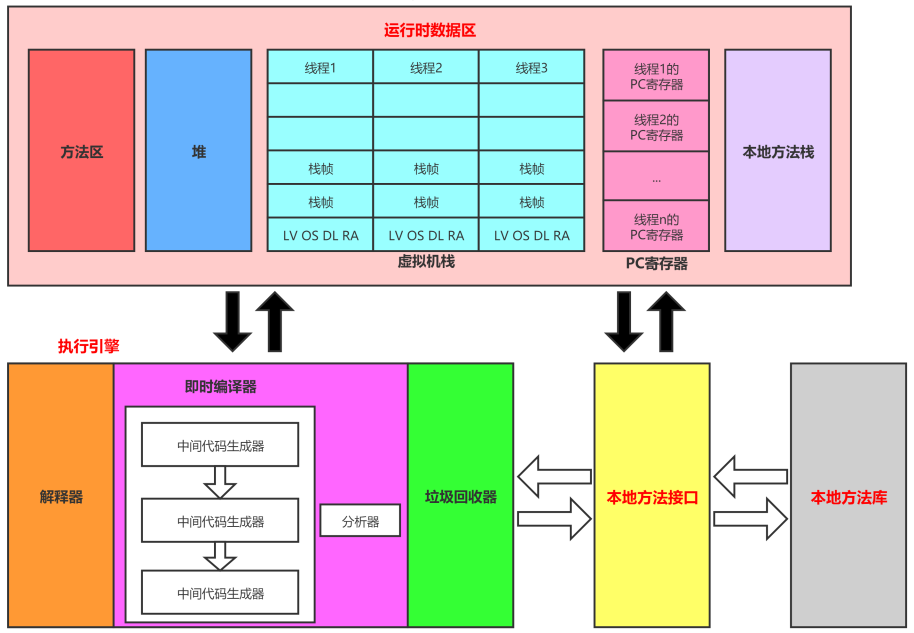 运行时数据区
方法区
堆
线程1 线程2 线程3
栈帧 栈帧 栈帧
栈帧 栈帧 栈帧
LV OS DL RA LV OS DL RA LV OS DL RA
虚拟机栈
线程1的
PC寄存器
线程2的
PC寄存器
...
线程n的
PC寄存器
PC寄存器
本地方法栈
执行引擎
解释器
即时编译器
中间代码生成器
中间代码生成器
中间代码生成器
分析器
垃圾回收器
本地方法接口
本地方法库